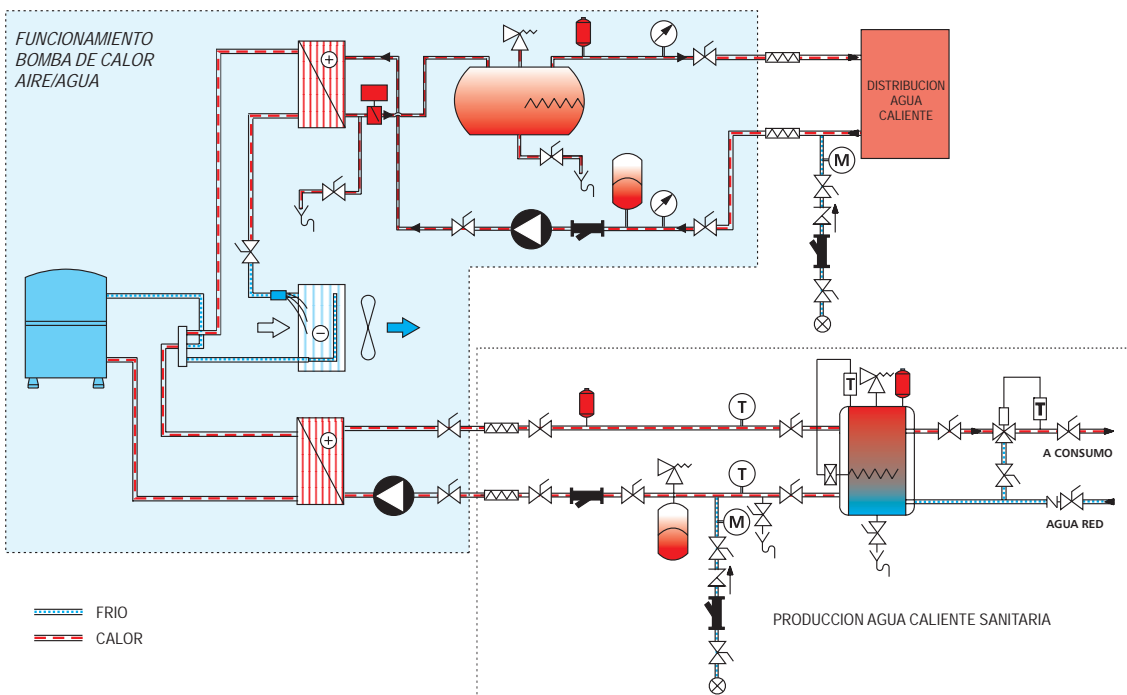 FUNCIONAMIENTO
BOMBA DE CALOR
AIRE/AGUA
+
DISTRIBUCION
AGUA
CALIENTE
M
−
+
T
T
T
T
A CONSUMO
M
AGUA RED
FRIO
CALOR
PRODUCCION AGUA CALIENTE SANITARIA